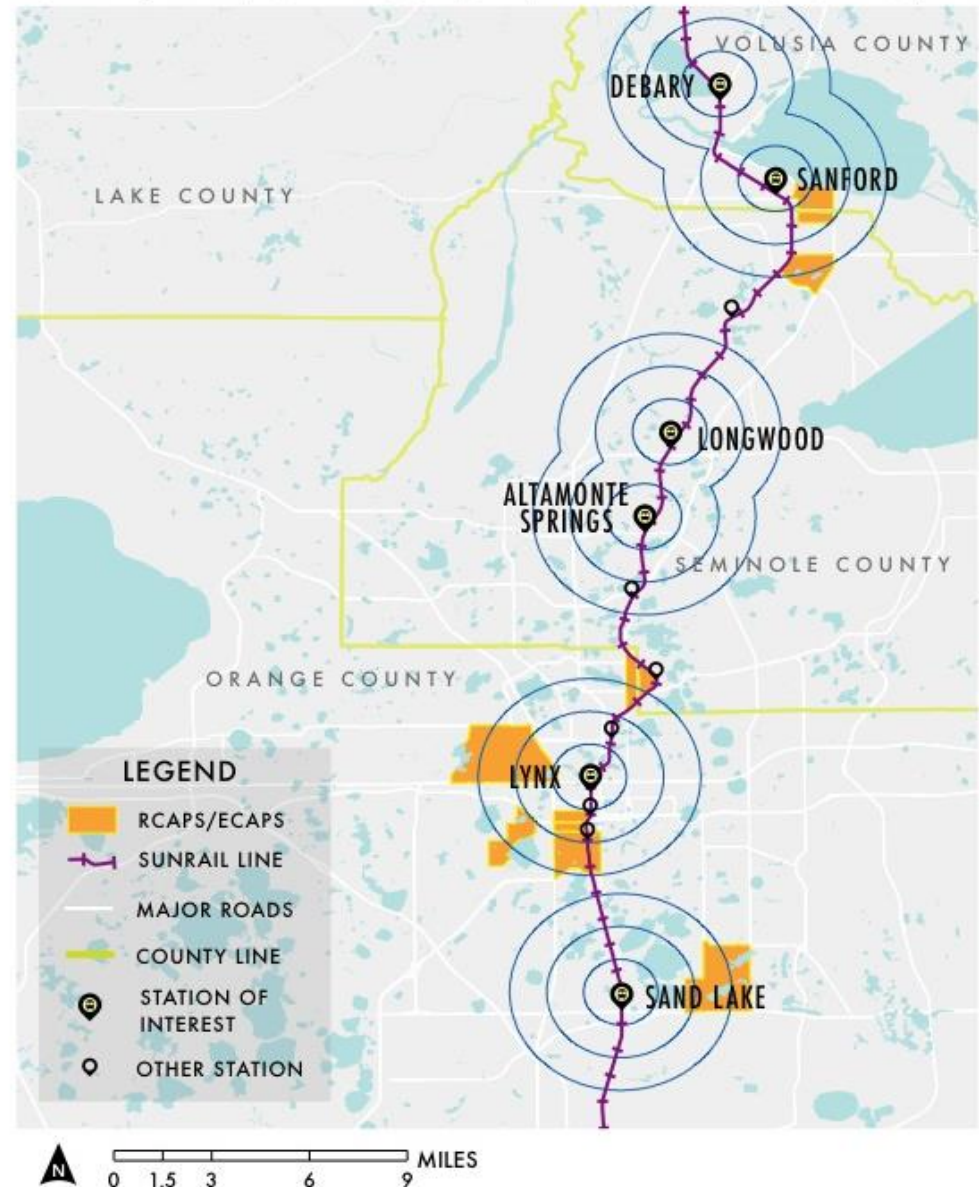 VOLUSIA COUNTY
DEBARY
SANFORD
LAKE COUNTY
LONGWOOD
ALTAMONTE
SPRINGS
SEMINOLE COUNTY
ORANGE COUNTY
LYNX
SAND LAKE
LEGEND
RCAPS/ECAPS
SUNRAIL LINE
MAJOR ROADS
COUNTY LINE
STATION OF
INTEREST
OTHER STATION
N
MILES
0 1.5 3 6 9